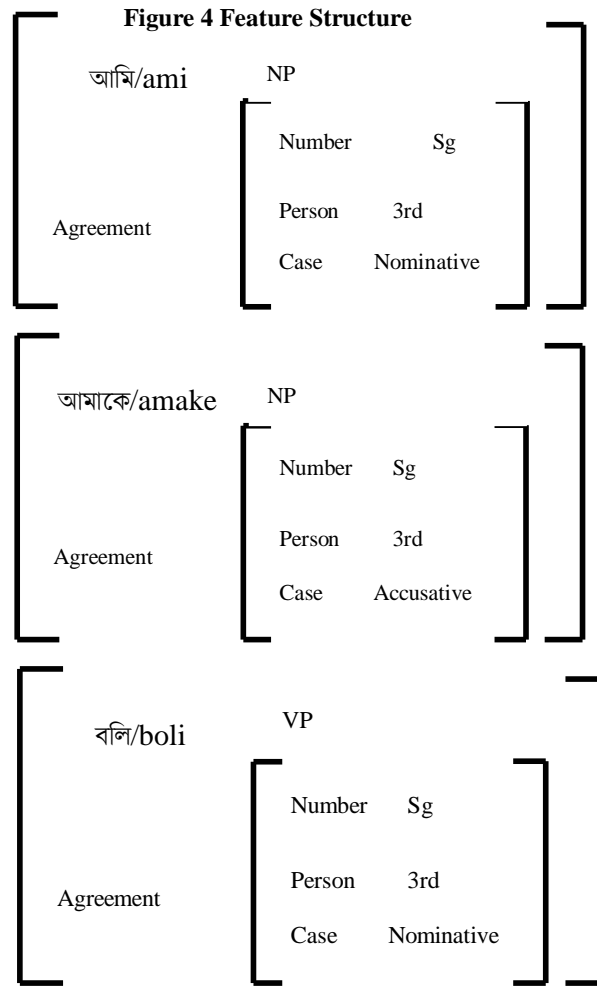 Figure 4 Feature Structure
আমি/ami NP
Number Sg
Person 3rd
Agreement
Case Nominative
আমাকে/amake NP
Number Sg
Person 3rd
Agreement
Case Accusative
বলি/boli VP
Number Sg
Person 3rd
Agreement
Case Nominative